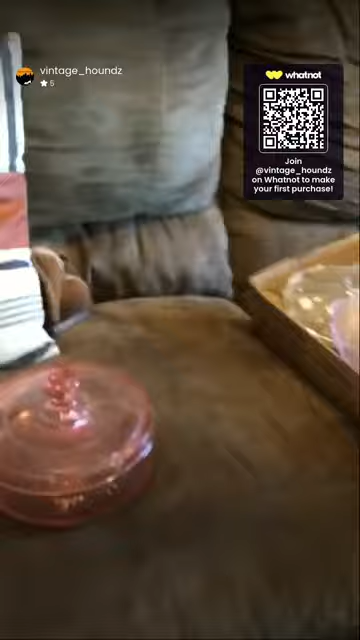 vintage_houndz
5
whatnot
Join
@vintage_houndz
on Whatnot to make
your first purchase!